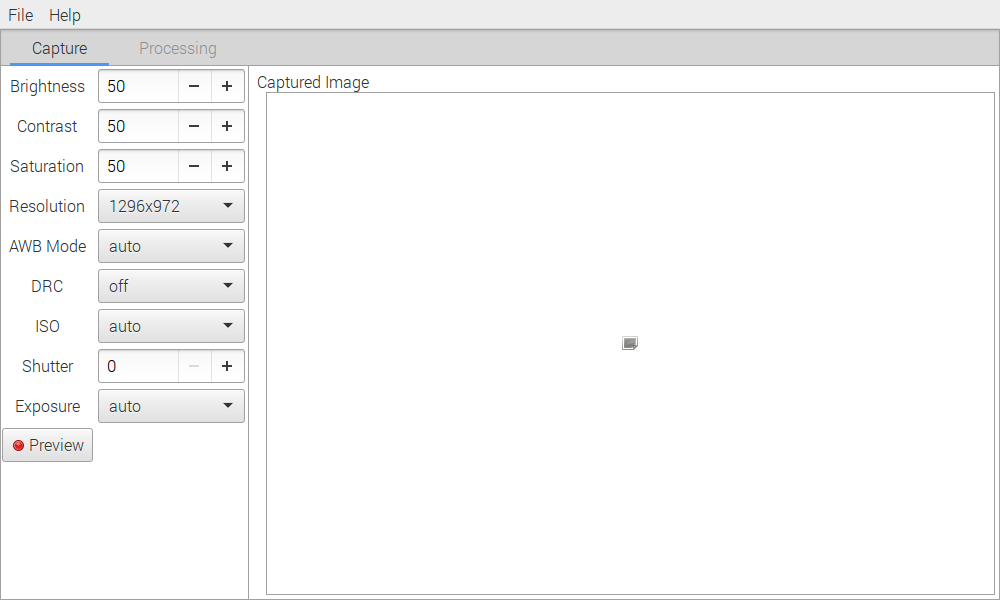 File Help
Capture Processing
Brightness 50
Contrast 50
Saturation 50
Resolution 1296x972
AWB Mode auto
DRC off
ISO auto
Shutter 0
Exposure auto
Preview
Captured Image